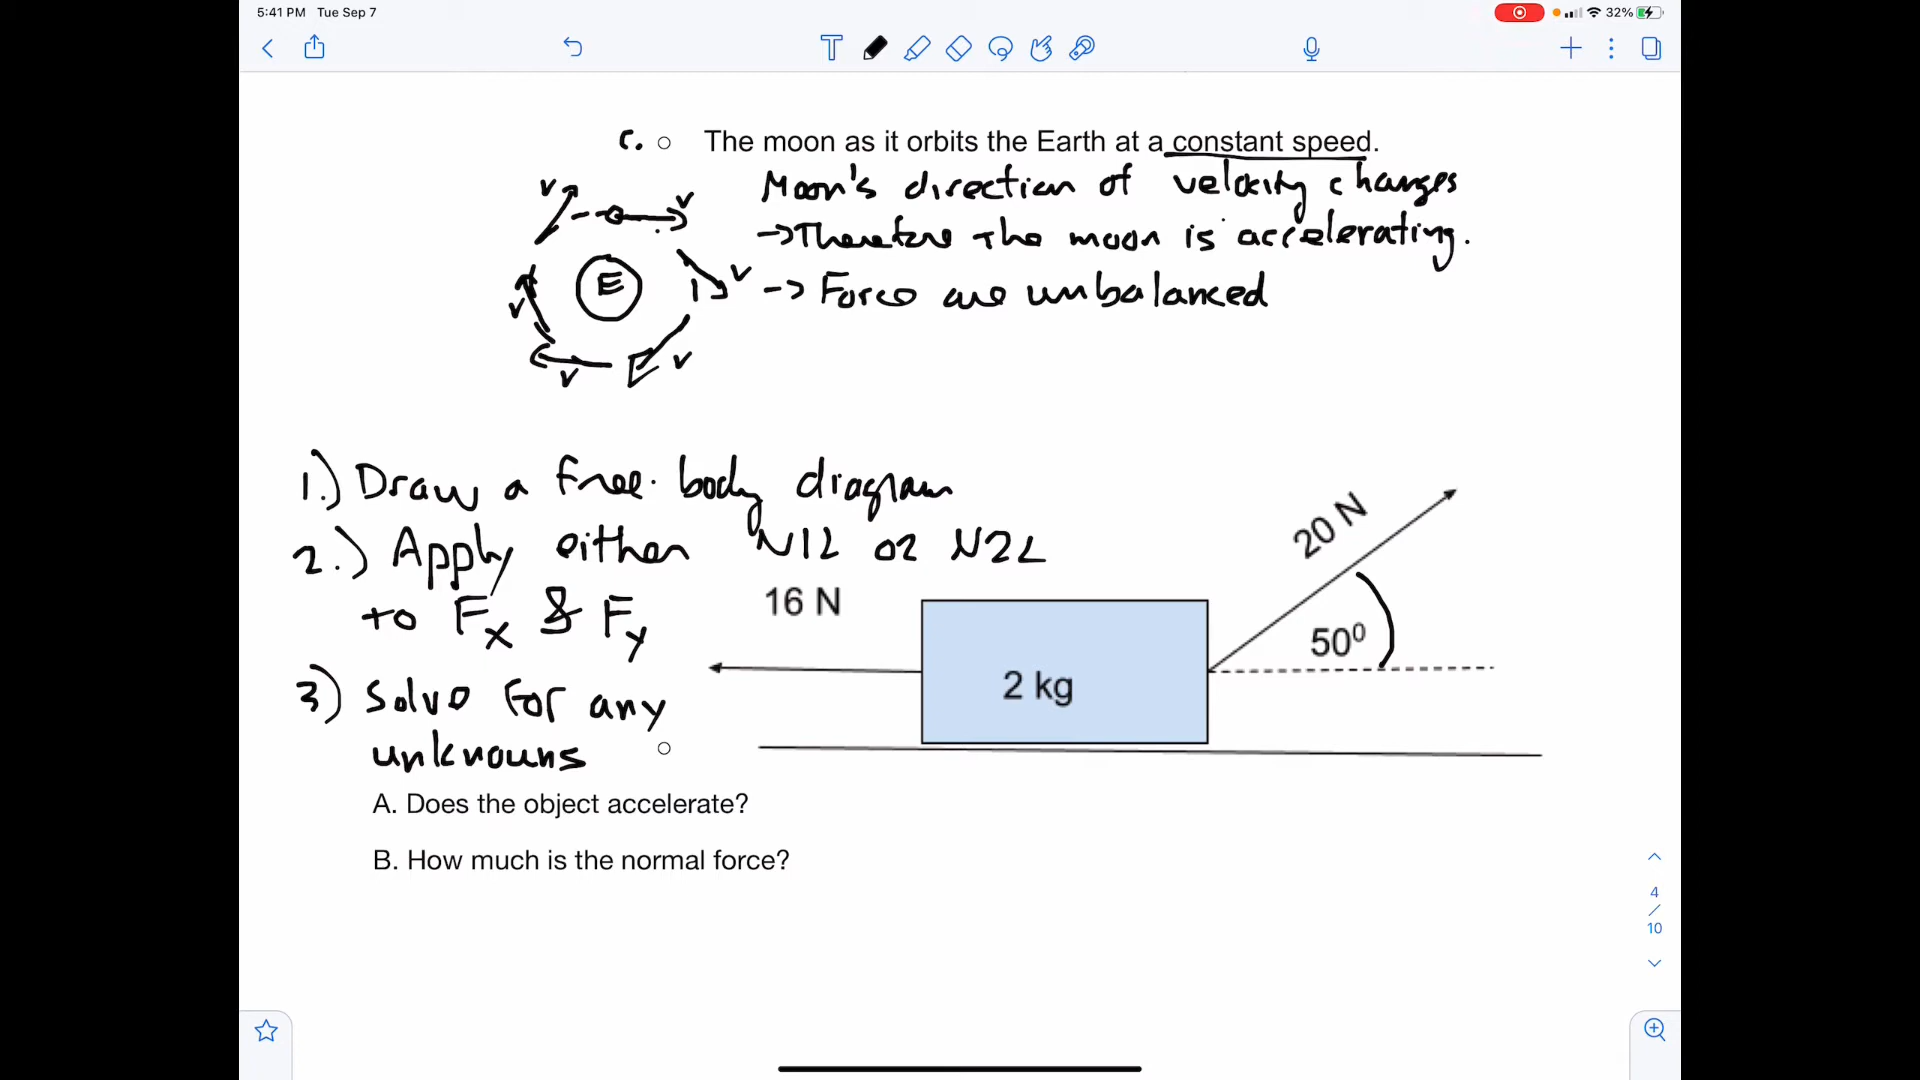 5:41 PM Tue Sep 7
32%
T
c. The moon as it orbits the Earth at a constant speed.
Moon's direction of velocity changes
→ Therefore the moon is accelerating.
→ Force are unbalanced
v
v
v
v
v
v
E
1.) Draw a free body diagram
2.) Apply either N1L or N2L
to Fx & Fy
3) Solve for any
unknouns
16 N
2 kg
20 N
50⁰
A. Does the object accelerate?
B. How much is the normal force?
4
/
10